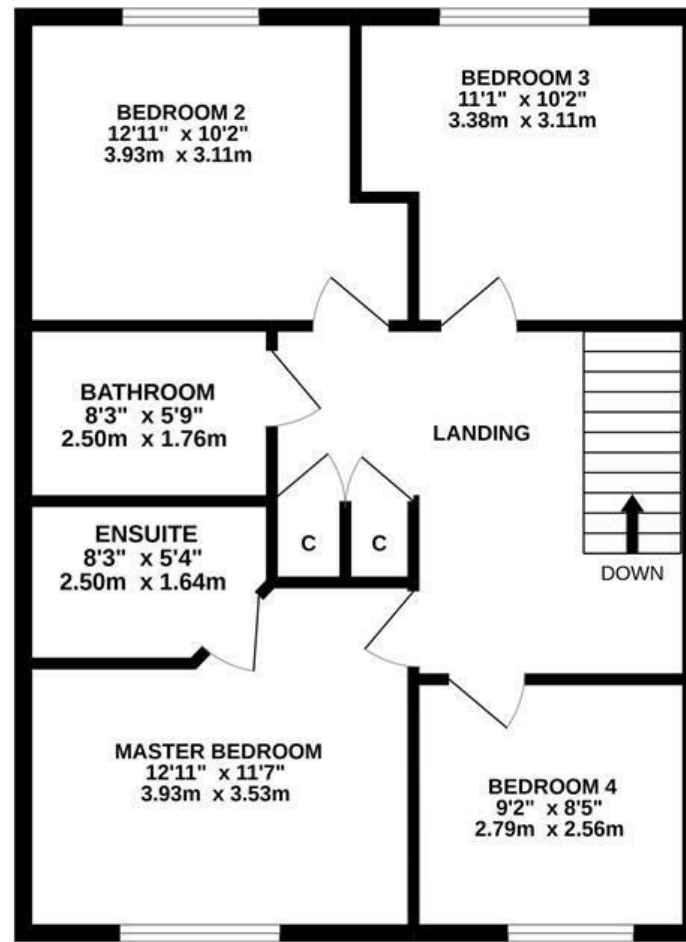 BEDROOM 2
12'11" x 10'2"
3.93m x 3.11m
BEDROOM 3
11'1" x 10'2"
3.38m x 3.11m
BATHROOM
8'3" x 5'9"
2.50m x 1.76m
LANDING
ENSUITE
8'3" x 5'4"
2.50m x 1.64m
C
C
DOWN
MASTER BEDROOM
12'11" x 11'7"
3.93m x 3.53m
BEDROOM 4
9'2" x 8'5"
2.79m x 2.56m